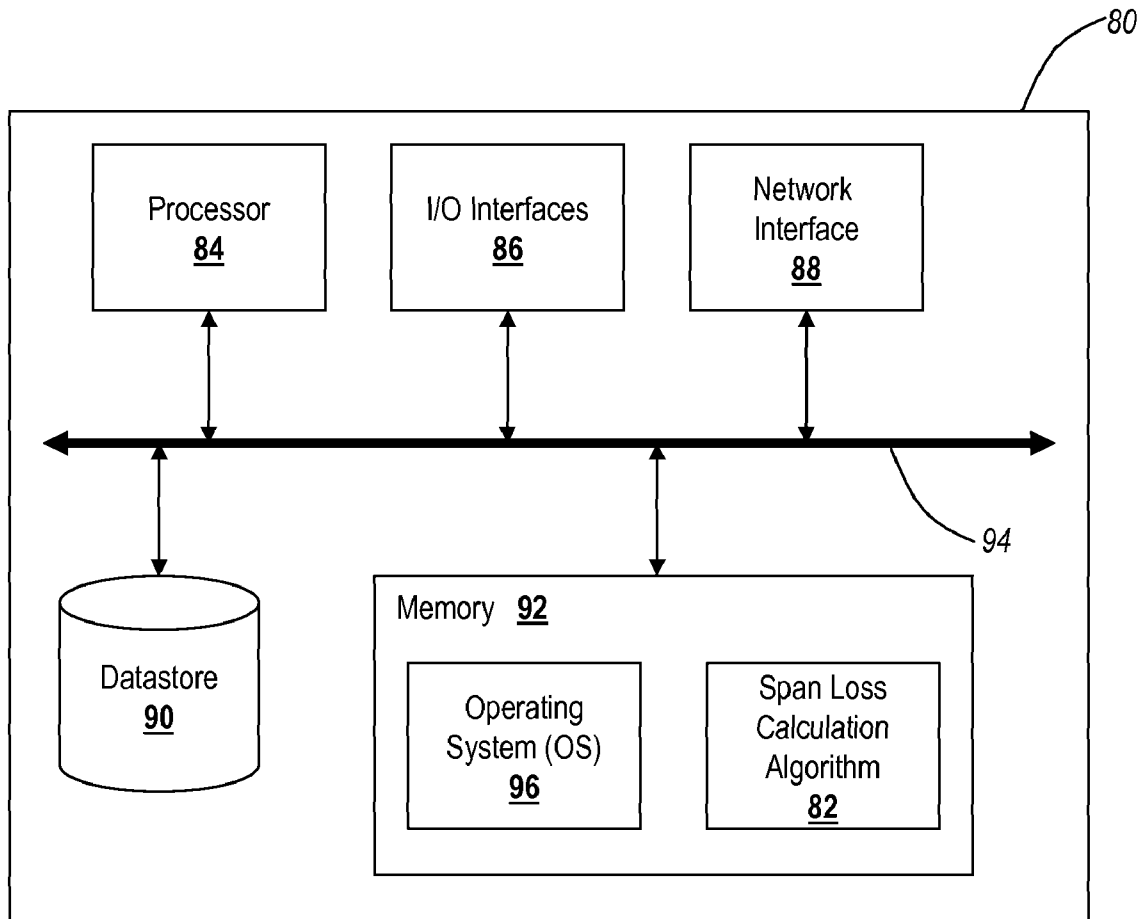 80
Processor
84
I/O Interfaces
86
Network
Interface
88
94
Datastore
90
Memory 92
Operating
System (OS)
96
Span Loss
Calculation
Algorithm
82